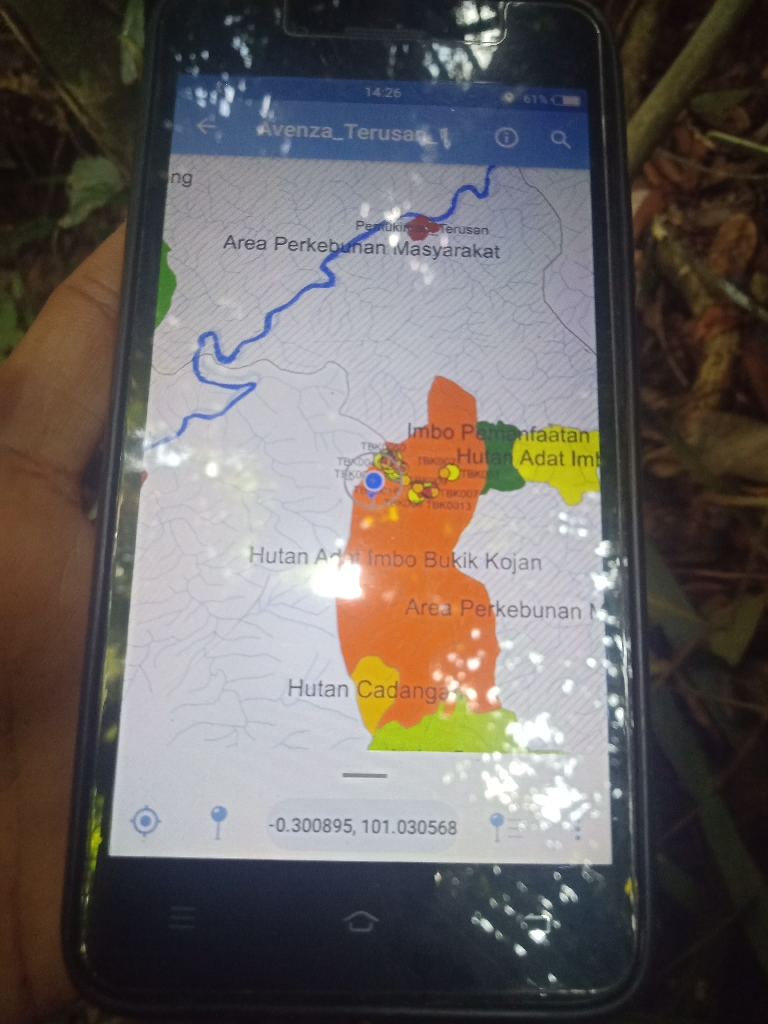 14:26
61%
Avenza_Terusan_1
ng
Terusan
Area Perkebunan Masyarakat
Imbo Pemanfaatan
Hutan Adat Imb
TBK007
TBK0013
Hutan Adat Imbo Bukik Kojan
Area Perkebunan
Hutan Cadanga
-0.300895, 101.030568